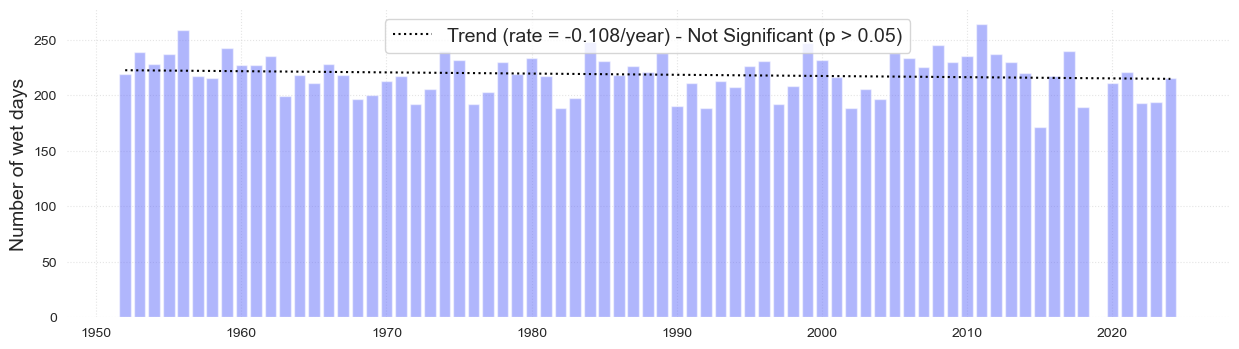 Trend (rate = -0.108/year) - Not Significant (p > 0.05)
Number of wet days
250
200
150
100
50
0
1950 1960 1970 1980 1990 2000 2010 2020